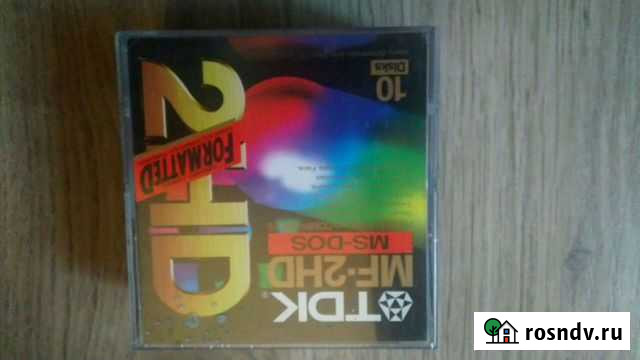 TDK
MF-2HD
MS-DOS
2HD
FORMATTED
10
Disks
rosndv.ru